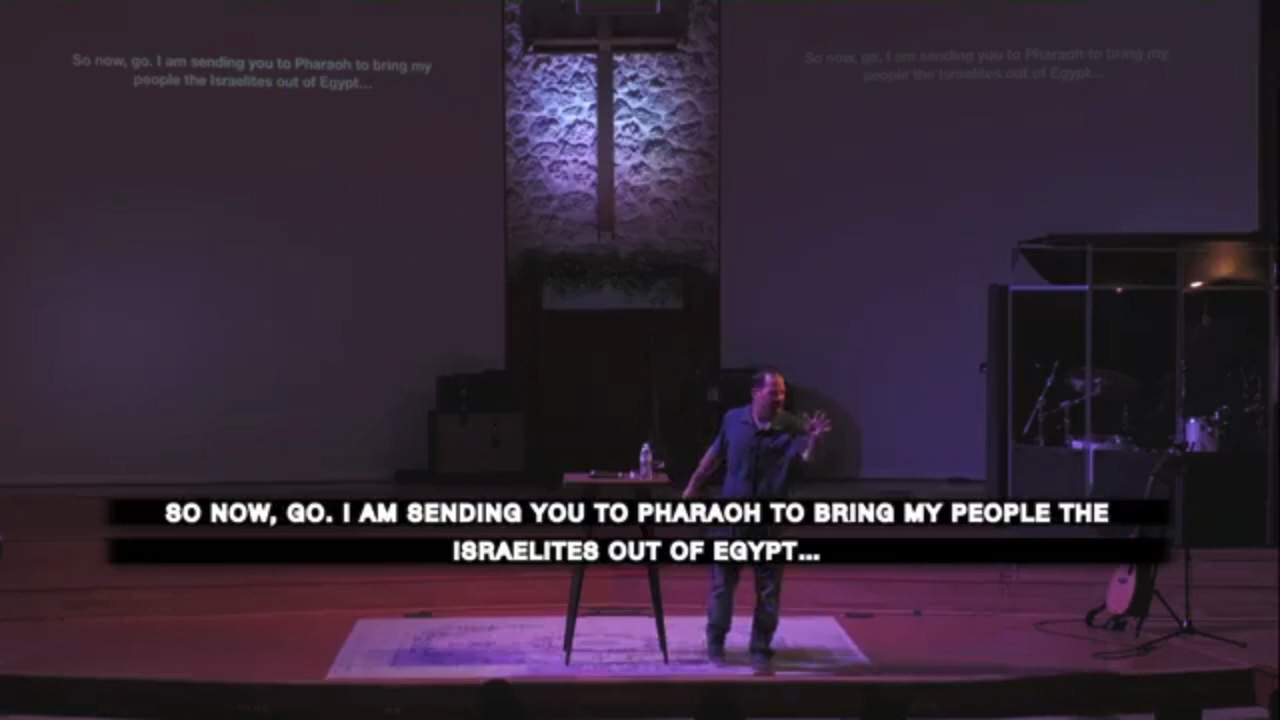 So now, go. I am sending you to Pharaoh to bring my
people the Israelites out of Egypt...
So now, go. I am sending you to Pharaoh to bring my
people the Israelites out of Egypt...
SO NOW, GO. I AM SENDING YOU TO PHARAOH TO BRING MY PEOPLE THE
ISRAELITES OUT OF EGYPT...